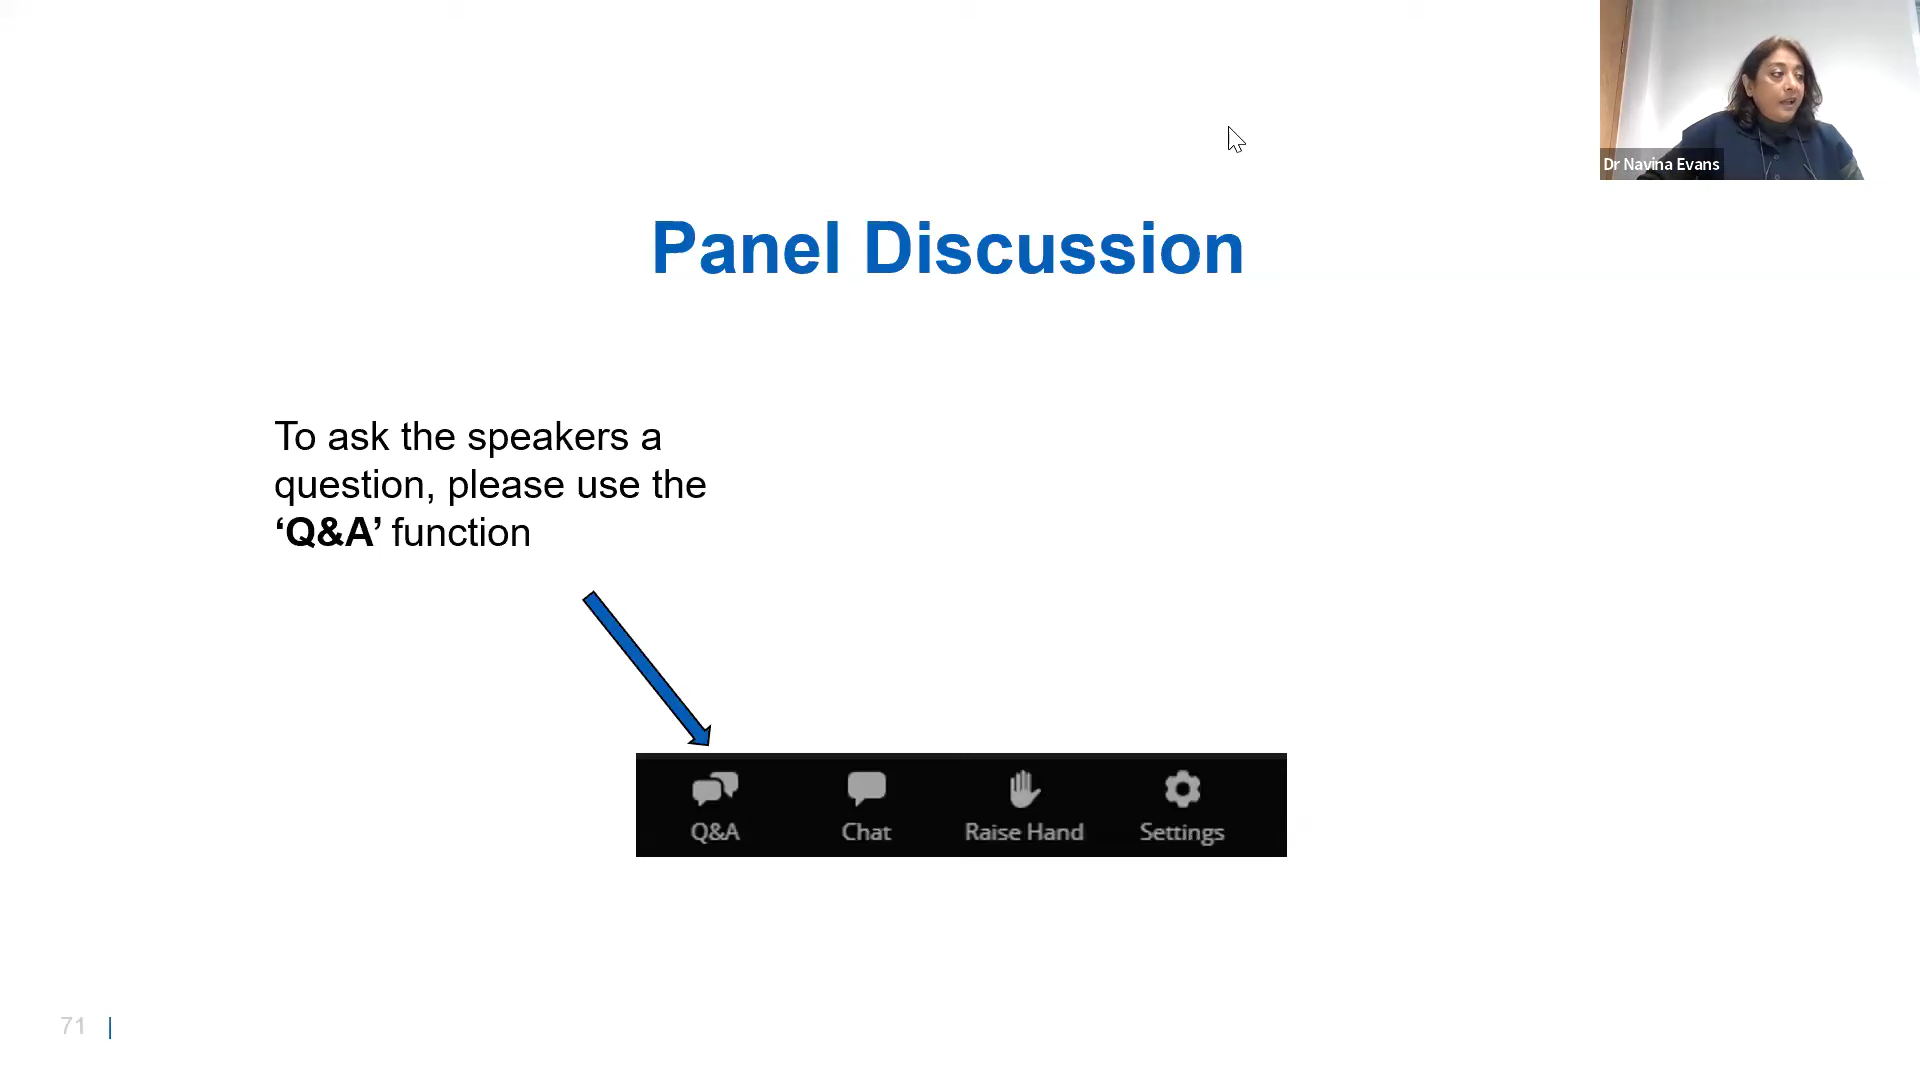 Dr Navina Evans
Panel Discussion
To ask the speakers a
question, please use the
‘Q&A’ function
Q&A Chat Raise Hand Settings
71 |